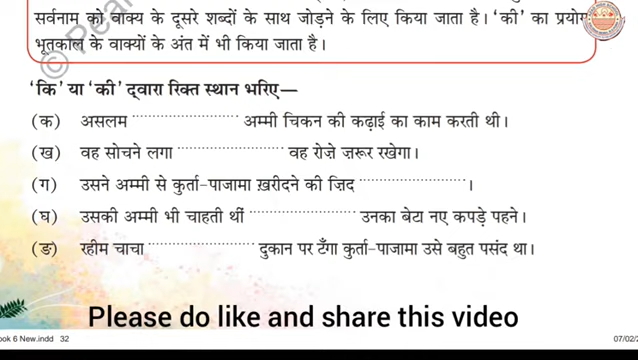 सर्वनाम को वाक्य के दूसरे शब्दों के साथ जोड़ने के लिए किया जाता है। 'की' का प्रयोग
भूतकाल के वाक्यों के अंत में भी किया जाता है।
'कि' या 'की' द्वारा रिक्त स्थान भरिए—
(क) असलम .......................... अम्मी चिकन की कढ़ाई का काम करती थी।
(ख) वह सोचने लगा .......................... वह रोज़े ज़रूर रखेगा।
(ग) उसने अम्मी से कुर्ता-पाजामा ख़रीदने की ज़िद .......................... ।
(घ) उसकी अम्मी भी चाहती थीं .......................... उनका बेटा नए कपड़े पहने।
(ङ) रहीम चाचा .......................... दुकान पर टँगा कुर्ता-पाजामा उसे बहुत पसंद था।
Please do like and share this video
ook 6 New.indd 32
07/02/2